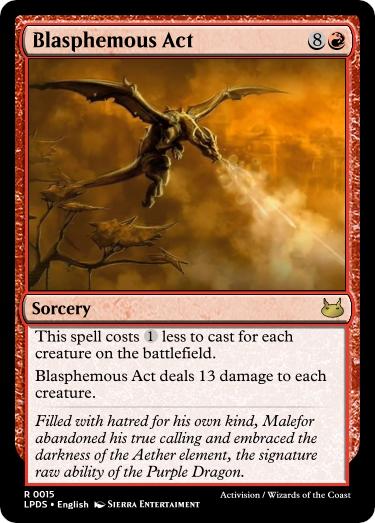 Blasphemous Act 8
Sorcery
This spell costs 1 less to cast for each
creature on the battlefield.
Blasphemous Act deals 13 damage to each
creature.
Filled with hatred for his own kind, Malefor
abandoned his true calling and embraced the
darkness of the Aether element, the signature
raw ability of the Purple Dragon.
R 0015
LPDS • English Sierra Entertaiment
Activision / Wizards of the Coast